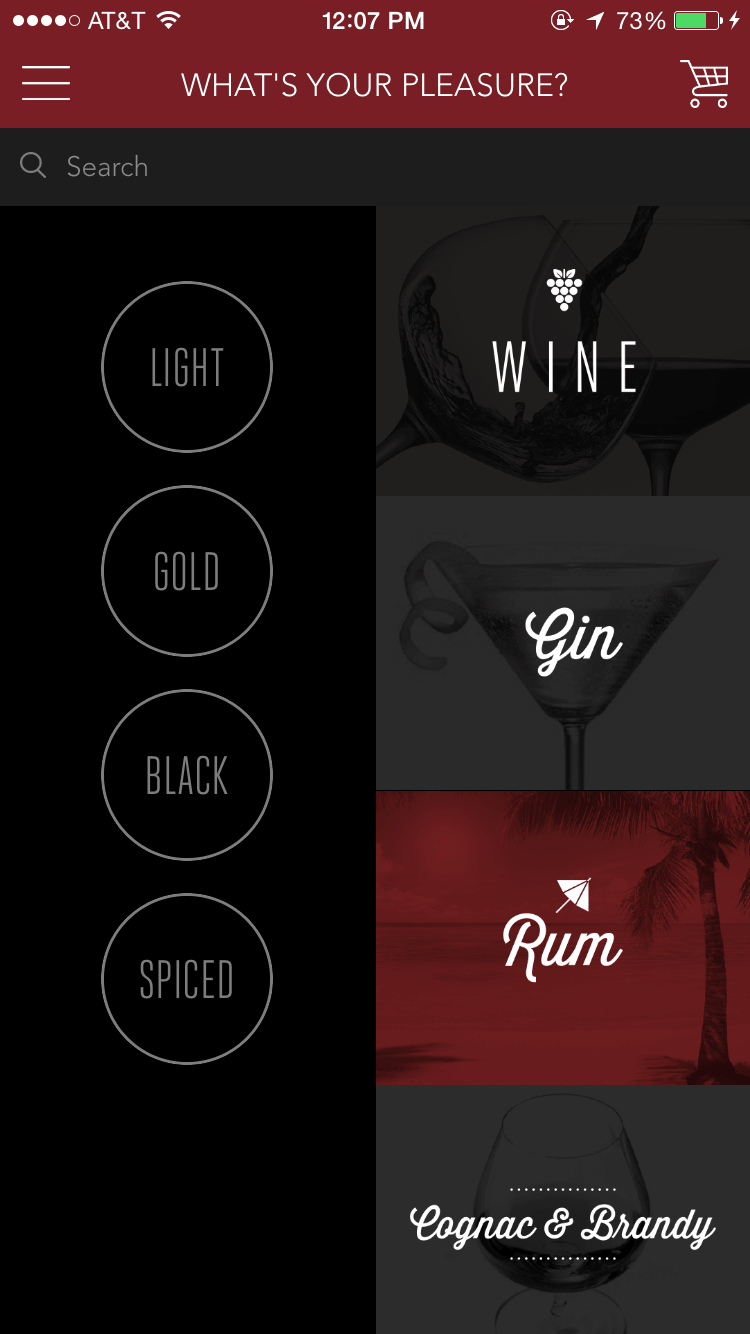 AT&T 12:07 PM 73%
WHAT'S YOUR PLEASURE?
Search
LIGHT
GOLD
BLACK
SPICED
WINE
Gin
Rum
Cognac & Brandy